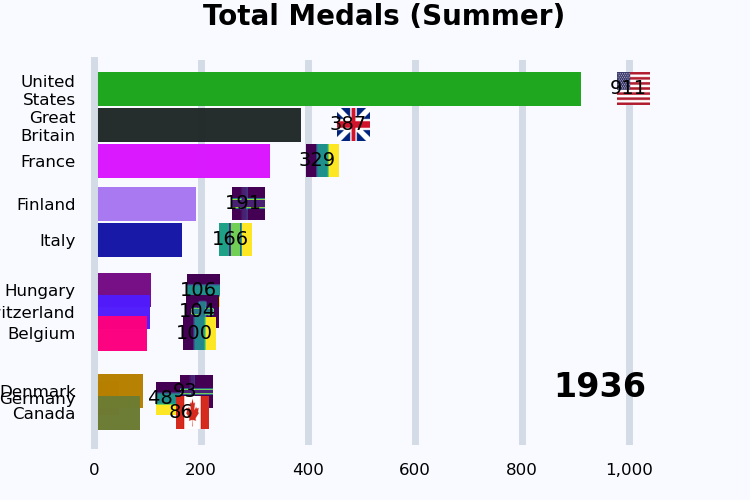 Total Medals (Summer)
United
States
911
Great
Britain
387
France
329
Finland
191
Italy
166
Hungary
106
itzerland
104
Belgium
100
Denmark
93
Germany
48
Canada
86
1936
0
200
400
600
800
1,000